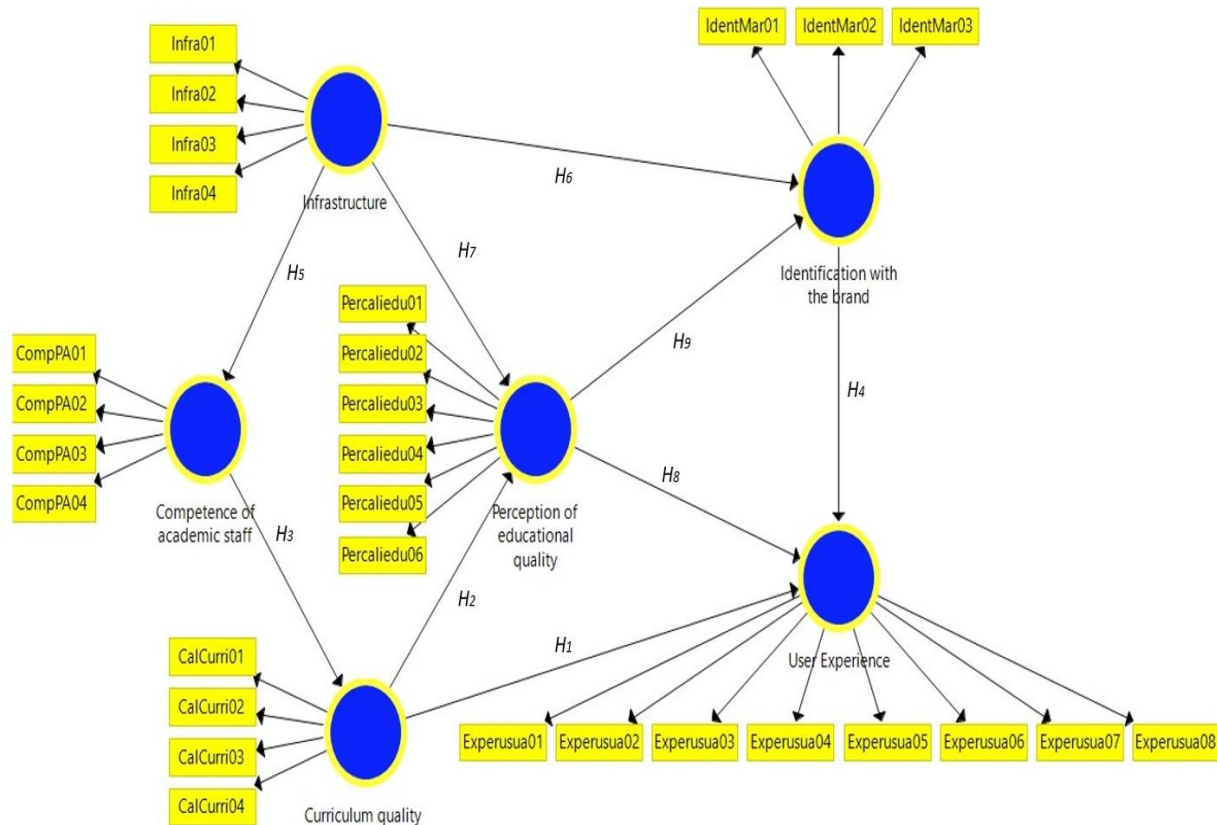 IdentMar01
IdentMar02
IdentMar03
Infra01
Infra02
Infra03
Infra04
Infrastructure
H6
H7
H5
Identification with
the brand
Percaliedu01
Percaliedu02
Percaliedu03
Percaliedu04
Percaliedu05
Percaliedu06
H9
H4
CompPA01
CompPA02
CompPA03
CompPA04
Competence of
academic staff
H3
Perception of
educational
quality
H8
H2
H1
User Experience
CalCurri01
CalCurri02
CalCurri03
CalCurri04
Curriculum quality
Experusua01
Experusua02
Experusua03
Experusua04
Experusua05
Experusua06
Experusua07
Experusua08